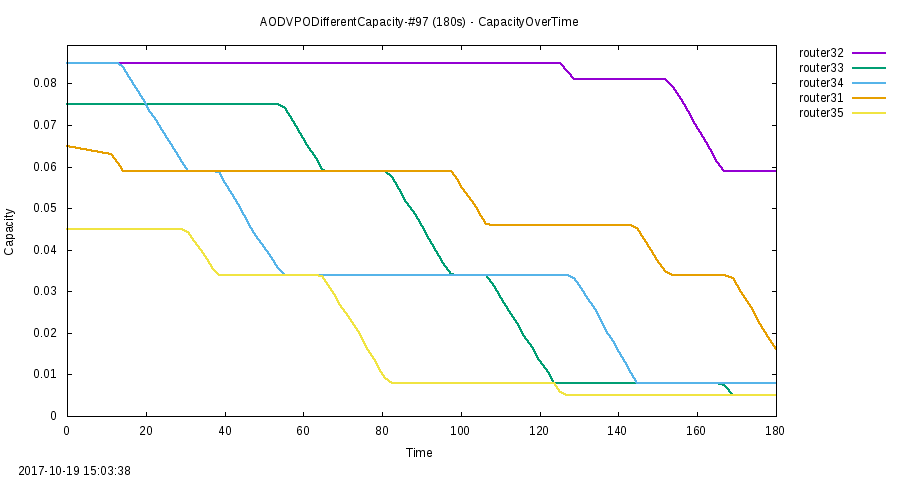 AODVPODifferentCapacity-#97 (180s) - CapacityOverTime
router32
router33
router34
router31
router35
0.08
0.07
0.06
0.05
0.04
0.03
0.02
0.01
0
Capacity
0 20 40 60 80 100 120 140 160 180
Time
2017-10-19 15:03:38